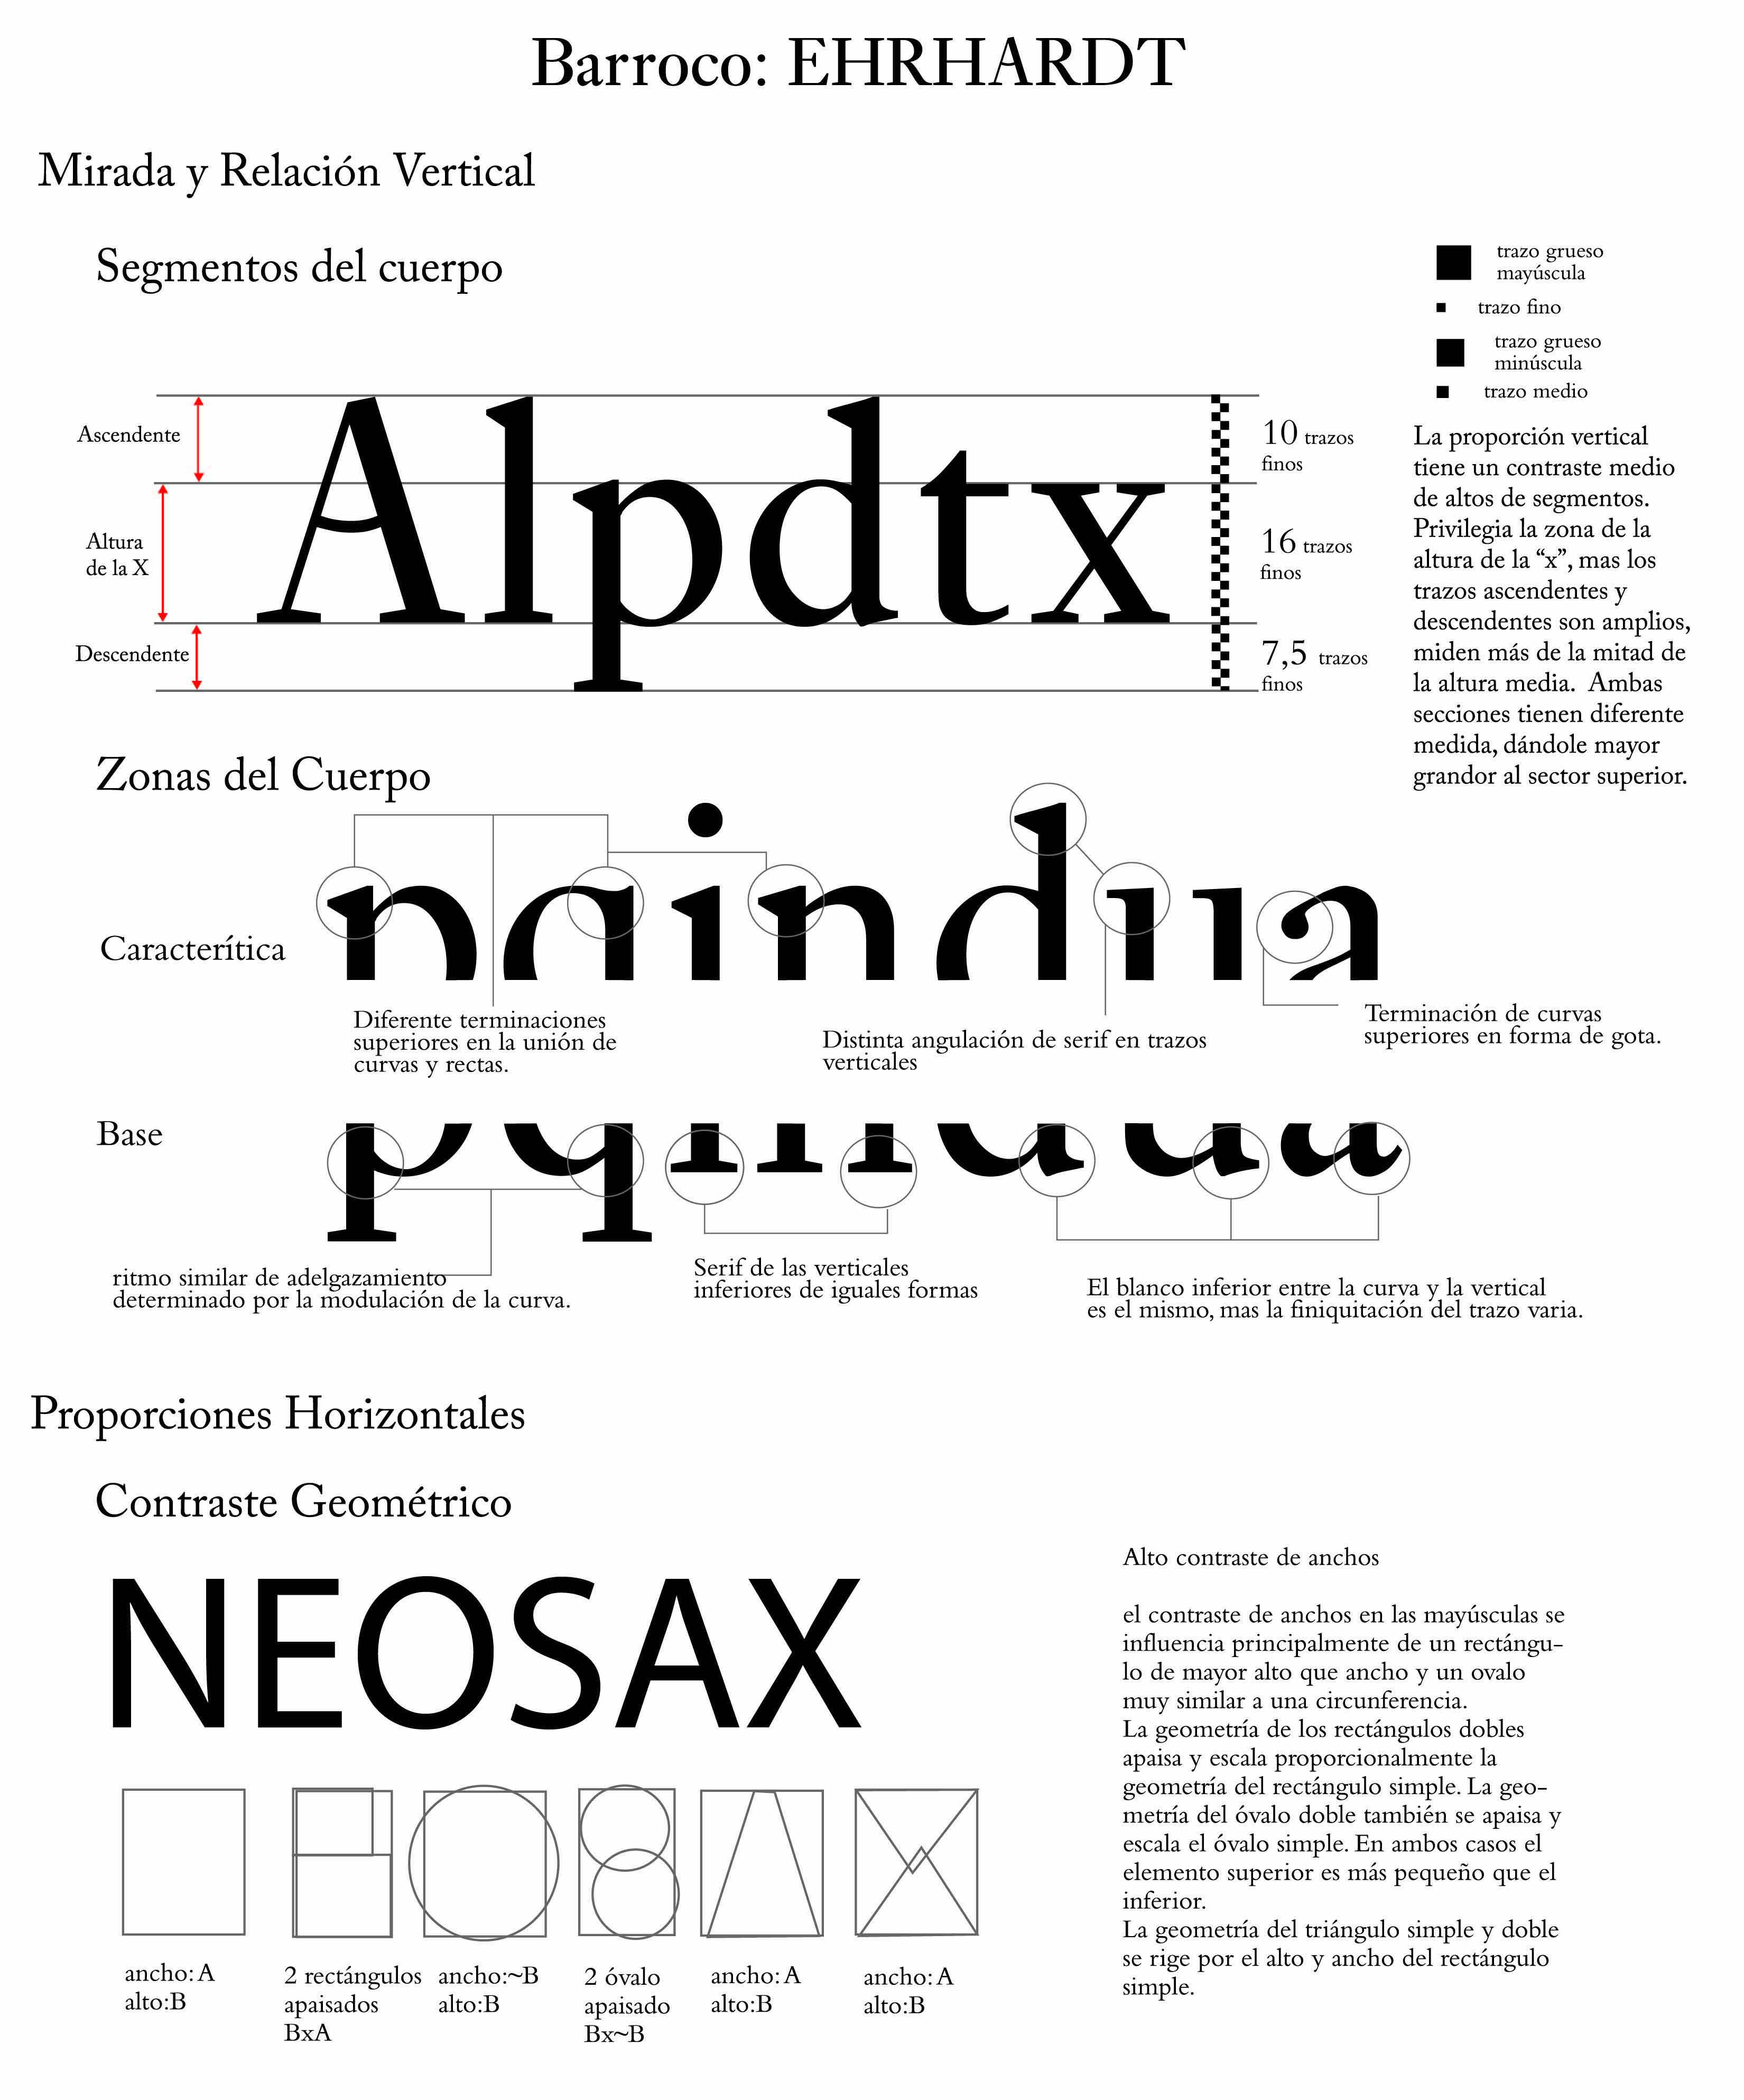 Barroco: EHRHARDT
Mirada y Relación Vertical
Segmentos del cuerpo
trazo grueso
mayúscula
trazo fino
trazo grueso
minúscula
trazo medio
Ascendente
Altura
de la X
Descendente
Alpdtx
10 trazos
finos
16 trazos
finos
7,5 trazos
finos
La proporción vertical
tiene un contraste medio
de altos de segmentos.
Privilegia la zona de la
altura de la “x”, mas los
trazos ascendentes y
descendentes son amplios,
miden más de la mitad de
la altura media. Ambas
secciones tienen diferente
medida, dándole mayor
grandor al sector superior.
Zonas del Cuerpo
Caracterítica
pqindua
Diferente terminaciones
superiores en la unión de
curvas y rectas.
Distinta angulación de serif en trazos
verticales
Terminación de curvas
superiores en forma de gota.
Base
pqindua
ritmo similar de adelgazamiento
determinado por la modulación de la curva.
Serif de las verticales
inferiores de iguales formas
El blanco inferior entre la curva y la vertical
es el mismo, mas la finiquitación del trazo varia.
Proporciones Horizontales
Contraste Geométrico
NEOSAX
ancho: A
alto:B
2 rectángulos
apaisados
BxA
ancho:~B
alto:B
2 óvalo
apaisado
Bx~B
ancho: A
alto:B
ancho: A
alto:B
Alto contraste de anchos
el contraste de anchos en las mayúsculas se
influencia principalmente de un rectángu-
lo de mayor alto que ancho y un ovalo
muy similar a una circunferencia.
La geometría de los rectángulos dobles
apaisa y escala proporcionalmente la
geometría del rectángulo simple. La geo-
metría del óvalo doble también se apaisa y
escala el óvalo simple. En ambos casos el
elemento superior es más pequeño que el
inferior.
La geometría del triángulo simple y doble
se rige por el alto y ancho del rectángulo
simple.